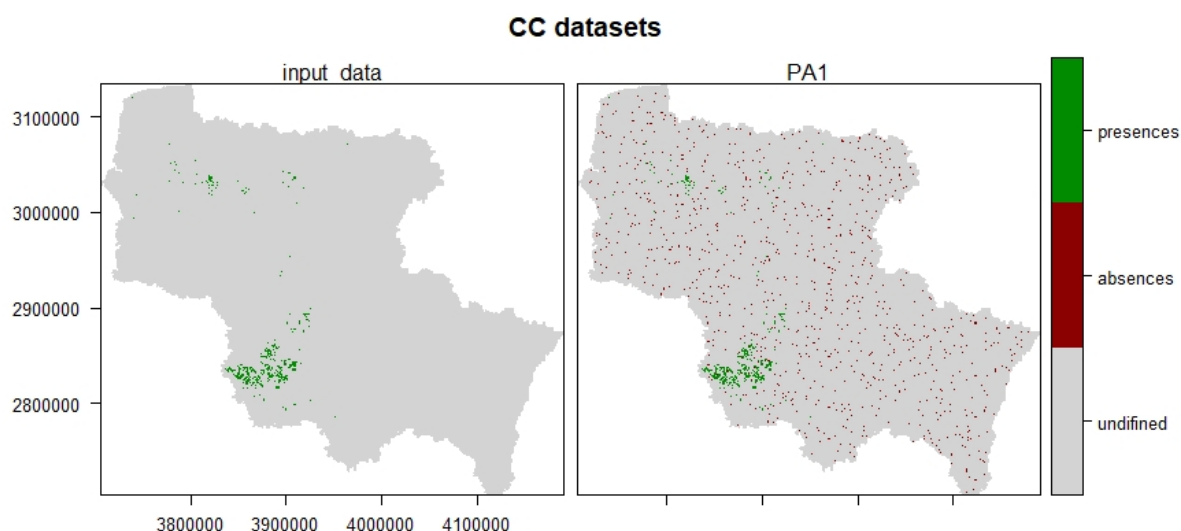 CC datasets
input_data
PA1
3100000
3000000
2900000
2800000
3800000 3900000 4000000 4100000
presences
absences
undifined